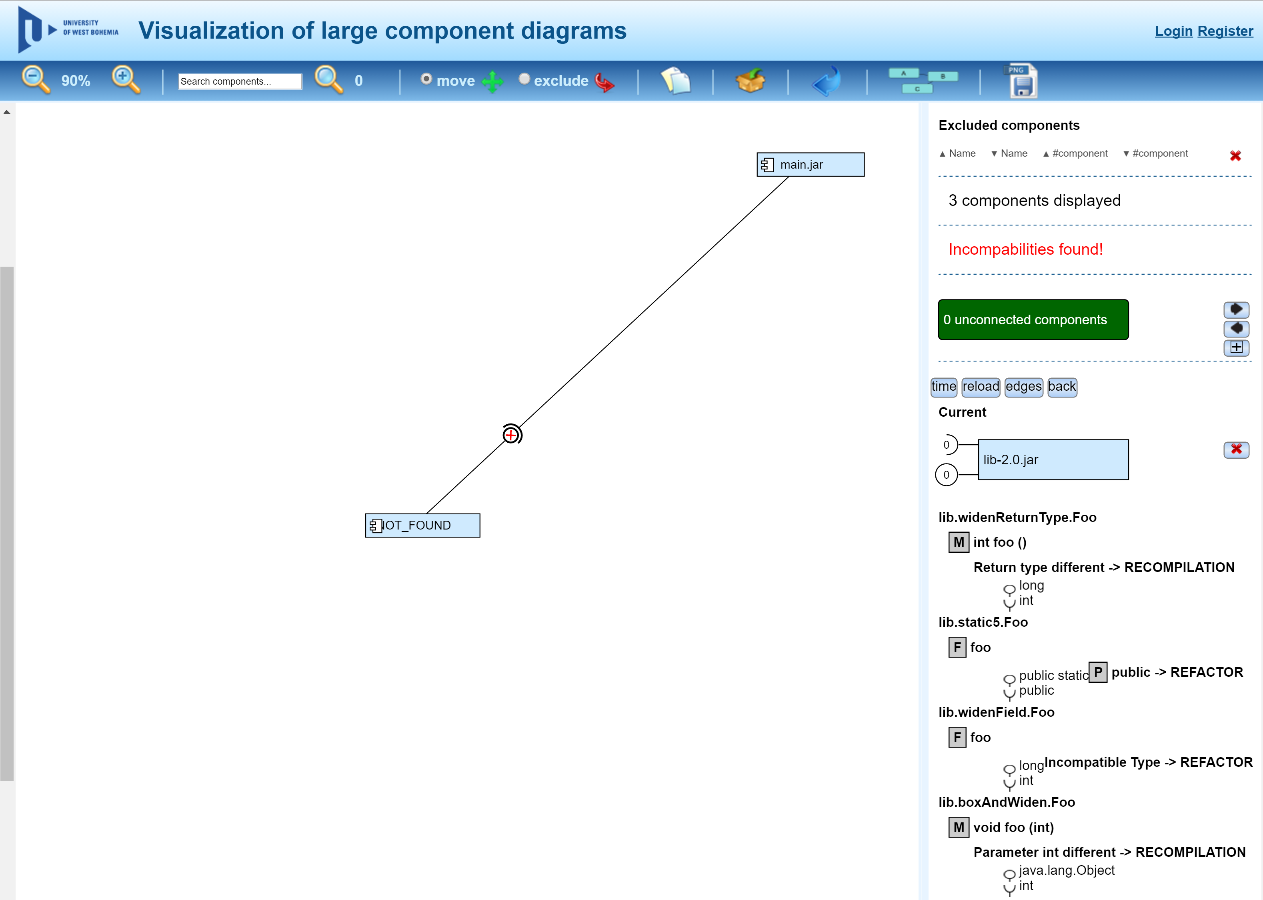 UNIVERSITY
OF WEST BOHEMIA
Visualization of large component diagrams
Login Register
90%
Search components...
0
move
exclude
A
B
C
PNG
main.jar
OT_FOUND
Excluded components
▲ Name ▼ Name ▲ #component ▼ #component
3 components displayed
Incompabilities found!
0 unconnected components
time reload edges back
Current
0
lib-2.0.jar
0
lib.widenReturnType.Foo
M int foo ()
Return type different -> RECOMPILATION
long
int
lib.static5.Foo
F foo
public static P public -> REFACTOR
public
lib.widenField.Foo
F foo
long Incompatible Type -> REFACTOR
int
lib.boxAndWiden.Foo
M void foo (int)
Parameter int different -> RECOMPILATION
java.lang.Object
int